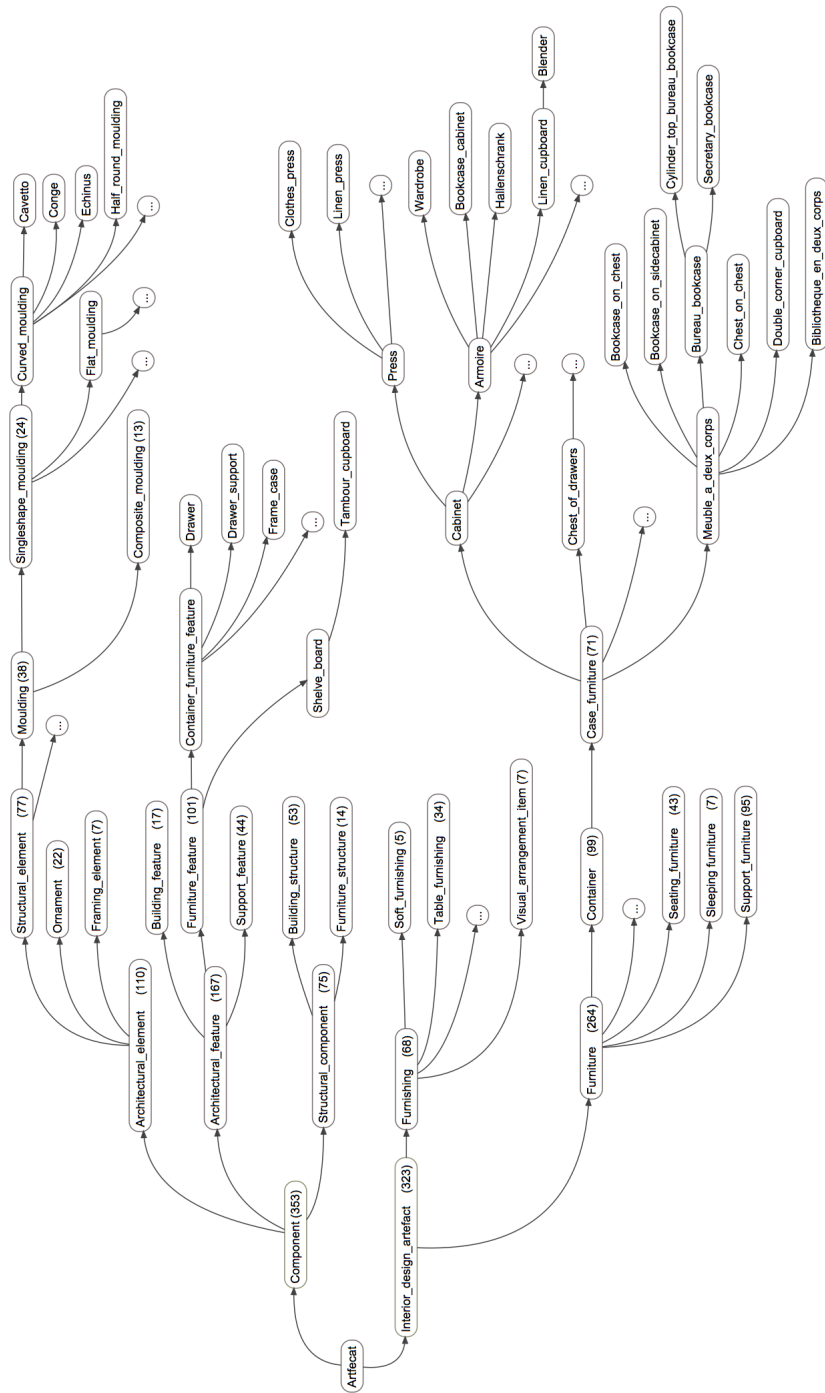 Artfecat
Component (353)
Interior_design_artefact (323)
Architectural_element (110)
Architectural_feature (167)
Structural_component (75)
Furnishing (68)
Furniture (264)
Structural_element (77)
Ornament (22)
Framing_element (7)
Building_feature (17)
Furniture_feature (101)
Support_feature (44)
Building_structure (53)
Furniture_structure (14)
Soft_furnishing (5)
Table_furnishing (34)
...
Visual_arrangement_item (7)
Container (99)
...
Seating_furniture (43)
Sleeping furniture (7)
Support_furniture (95)
Moulding (38)
...
Container_furniture_feature
Shelve_board
Case_furniture (71)
Singleshape_moulding (24)
Composite_moulding (13)
Drawer
Drawer_support
Frame_case
...
Tambour_cupboard
Cabinet
Chest_of_drawers
...
Meuble_a_deux_corps
Curved_moulding
Flat_moulding
...
Press
Armoire
...
...
Bookcase_on_chest
Bookcase_on_sidecabinet
Bureau_bookcase
Chest_on_chest
Double_corner_cupboard
Bibliotheque_en_deux_corps
Cavetto
Conge
Echinus
Half_round_moulding
...
...
Clothes_press
Linen_press
...
Wardrobe
Bookcase_cabinet
Hallenschrank
Linen_cupboard
...
Blender
Cylinder_top_bureau_bookcase
Secretary_bookcase